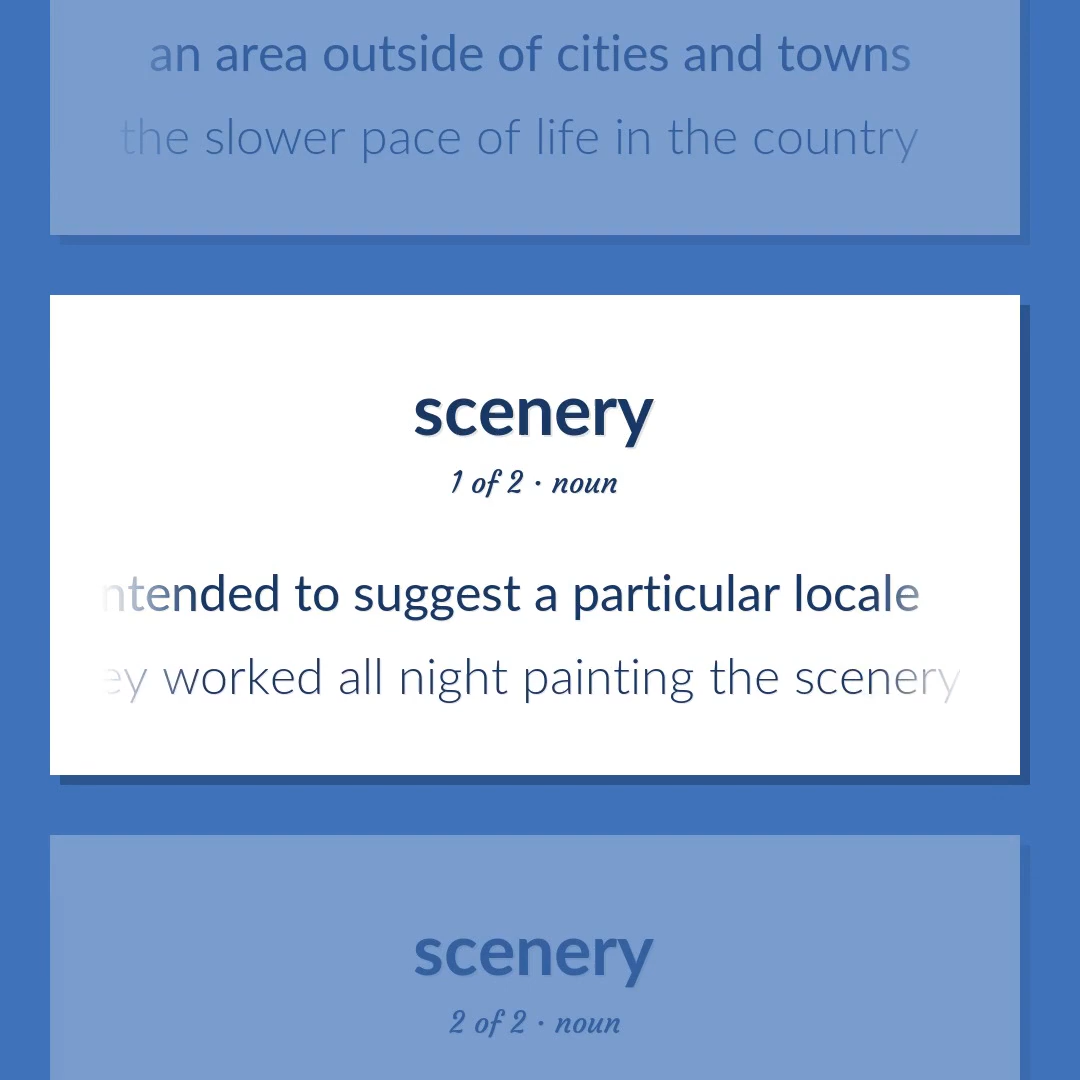 an area outside of cities and towns
the slower pace of life in the country
scenery
1 of 2 · noun
ntended to suggest a particular locale
ey worked all night painting the scenery
scenery
2 of 2 · noun